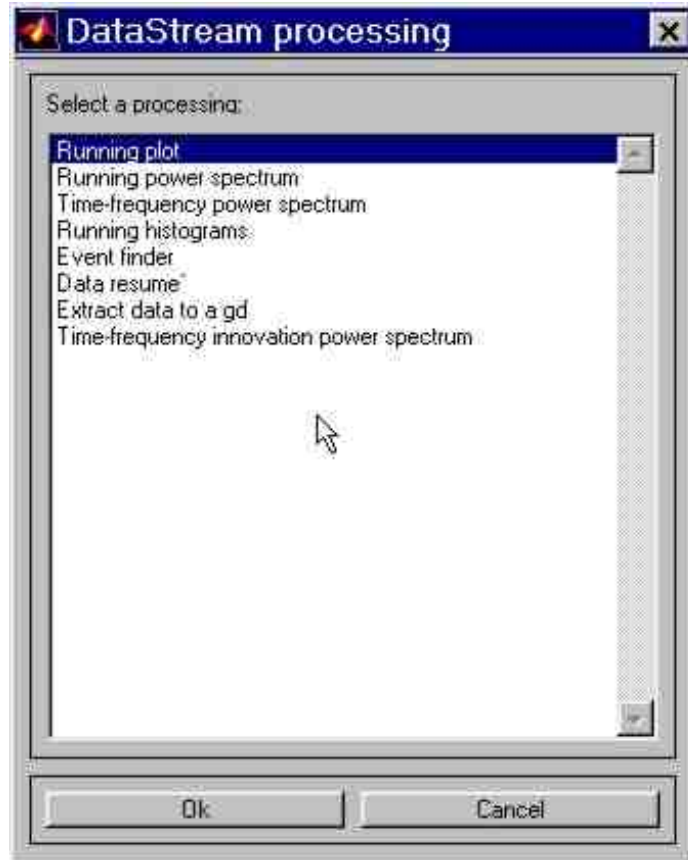 DataStream processing
Select a processing:
Running plot
Running power spectrum
Time-frequency power spectrum
Running histograms
Event finder
Data resume`
Extract data to a gd
Time-frequency innovation power spectrum
Ok
Cancel